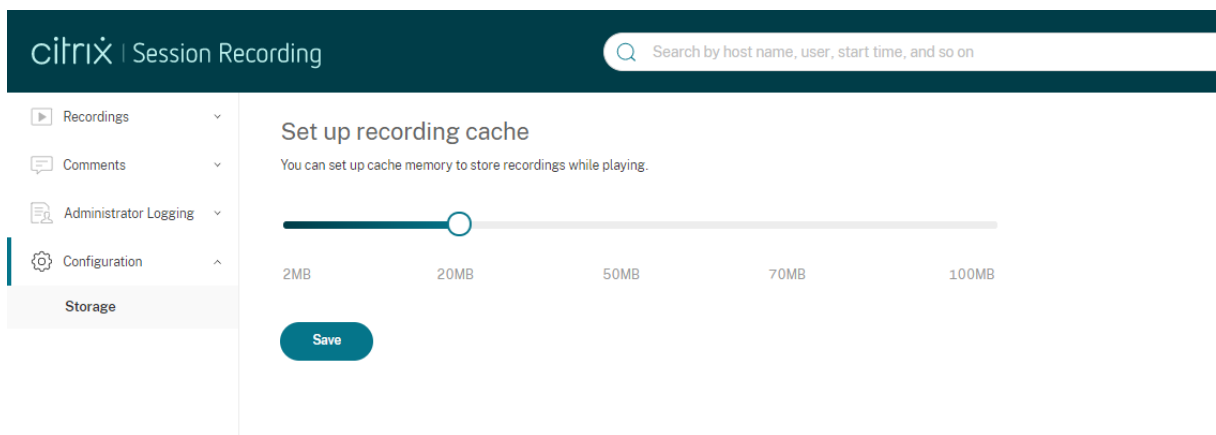 citrix | Session Recording
Search by host name, user, start time, and so on
Recordings
Comments
Administrator Logging
Configuration
Storage
Set up recording cache
You can set up cache memory to store recordings while playing.
2MB 20MB 50MB 70MB 100MB
Save